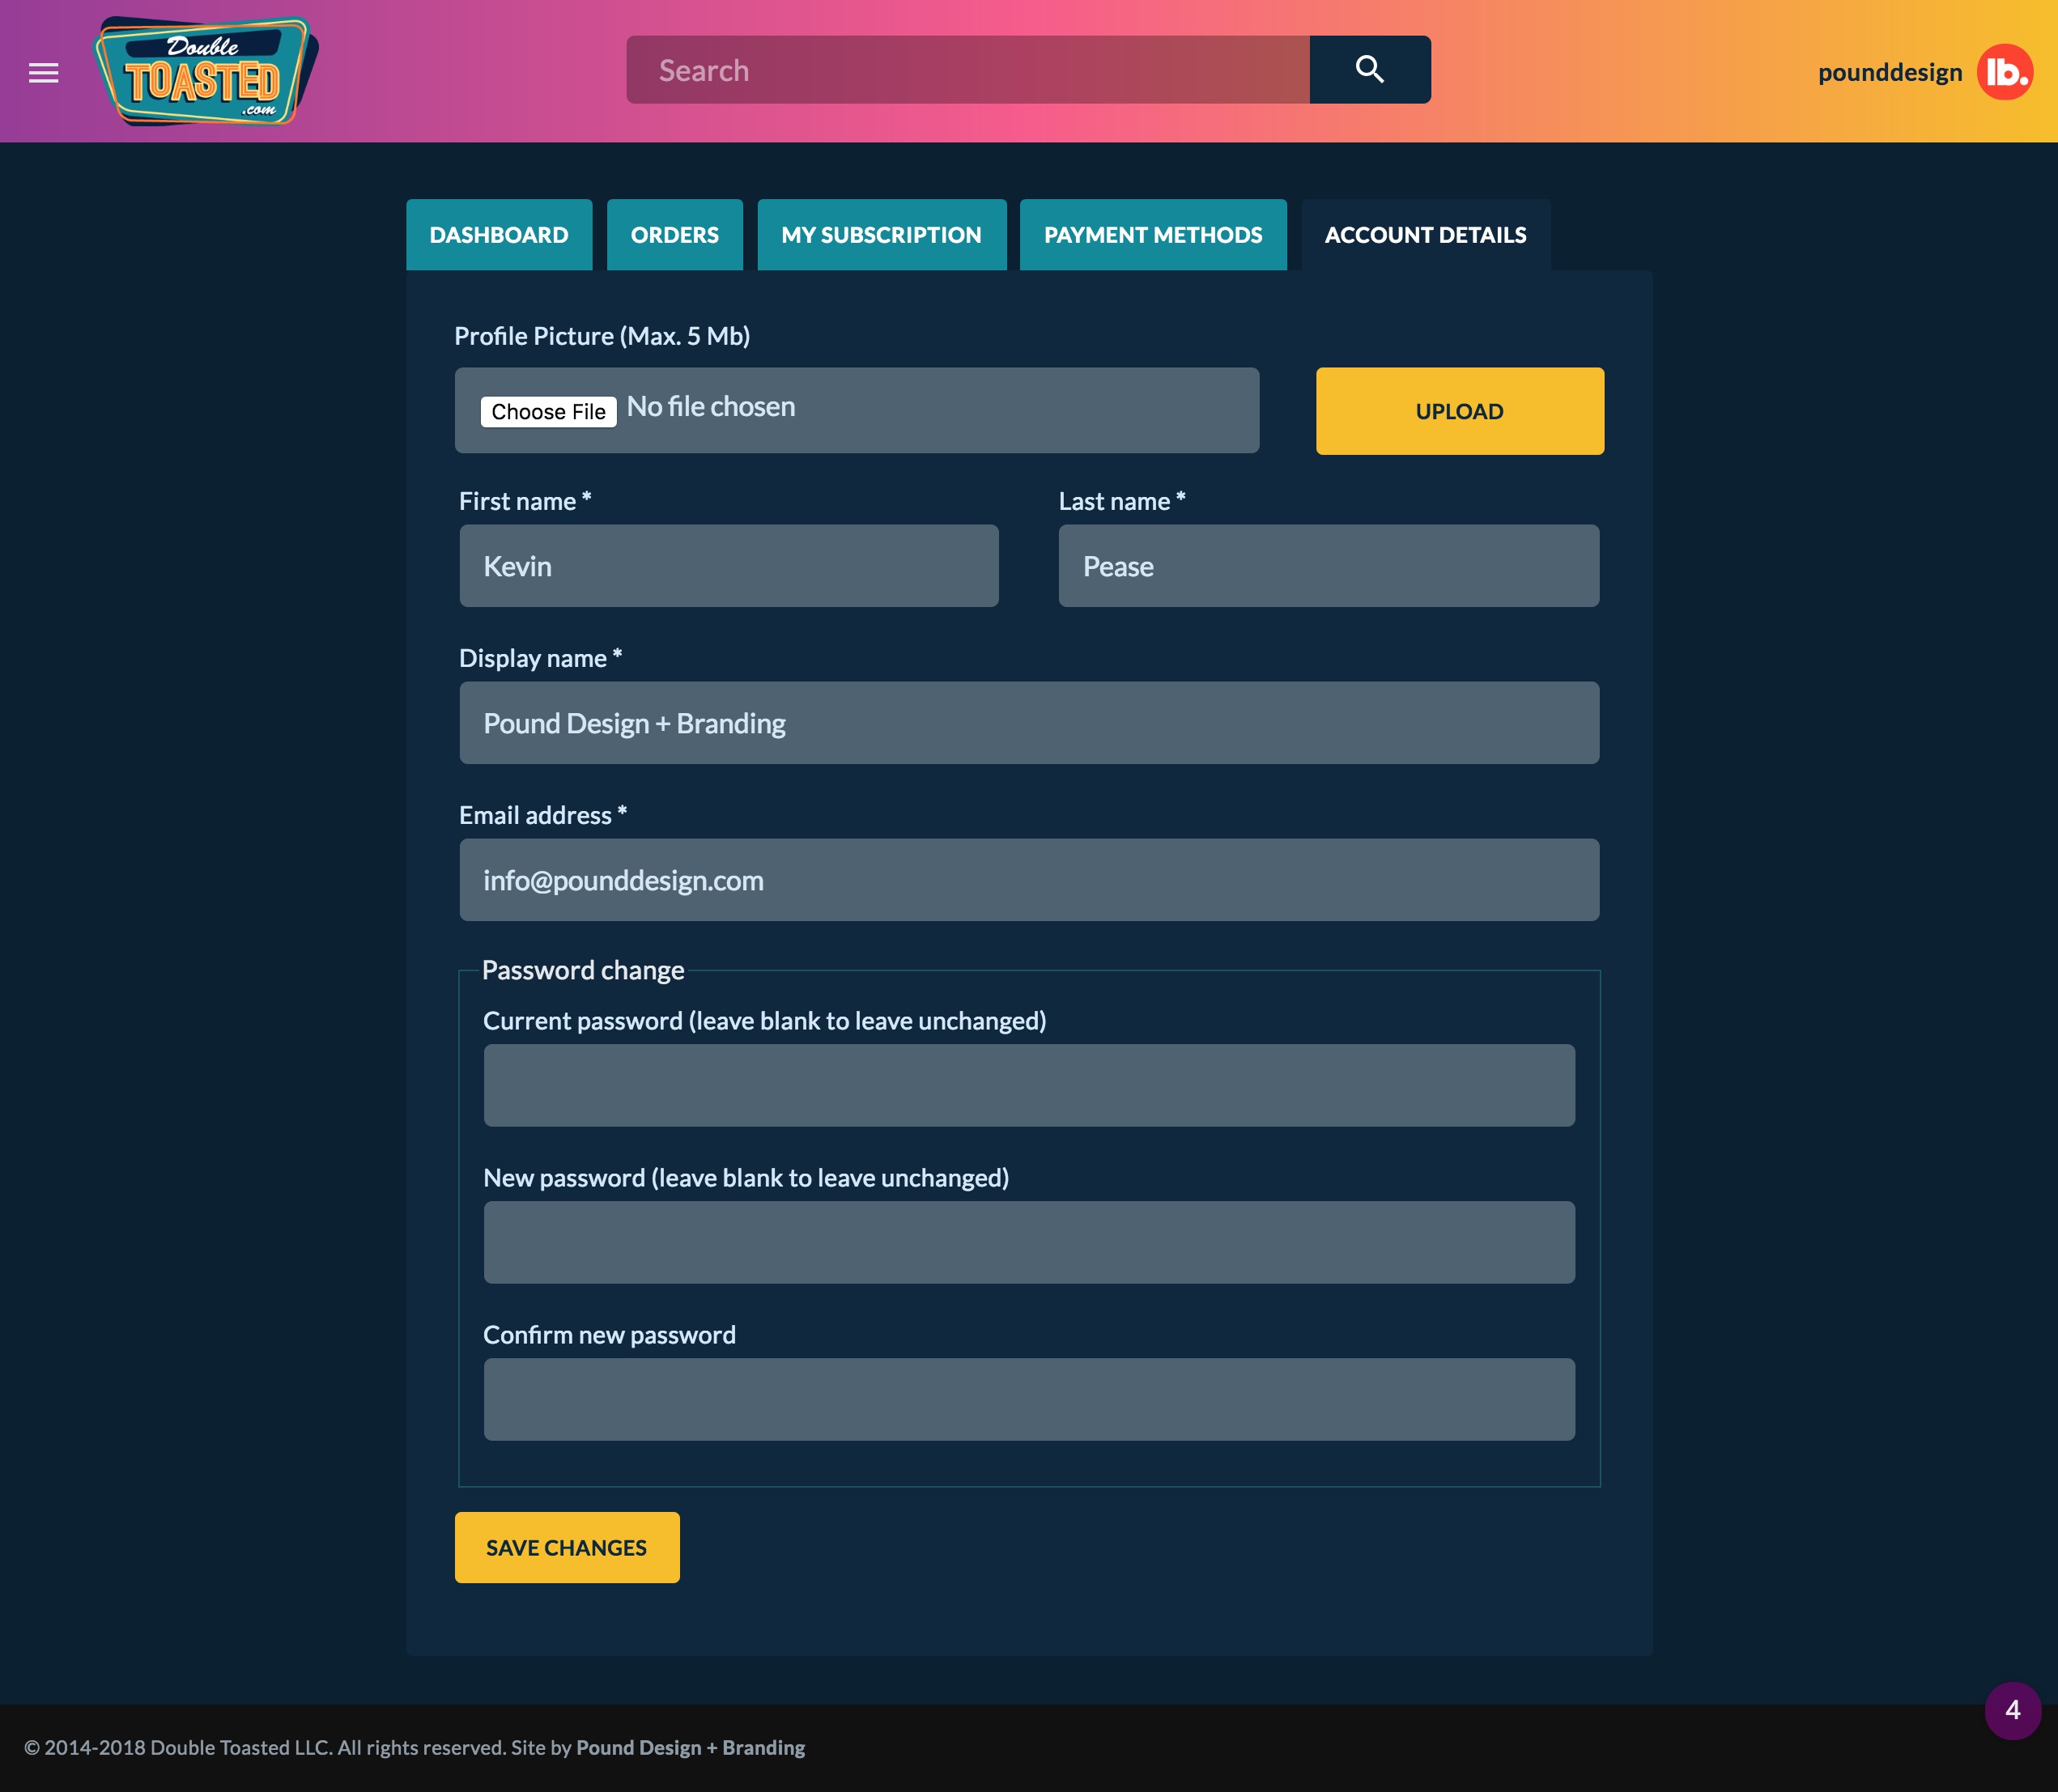 Double
TOASTED
.com
Search
pounddesign
lb.
DASHBOARD
ORDERS
MY SUBSCRIPTION
PAYMENT METHODS
ACCOUNT DETAILS
Profile Picture (Max. 5 Mb)
Choose File No file chosen
UPLOAD
First name *
Last name *
Kevin
Pease
Display name *
Pound Design + Branding
Email address *
info@pounddesign.com
Password change
Current password (leave blank to leave unchanged)
New password (leave blank to leave unchanged)
Confirm new password
SAVE CHANGES
4
© 2014-2018 Double Toasted LLC. All rights reserved. Site by Pound Design + Branding